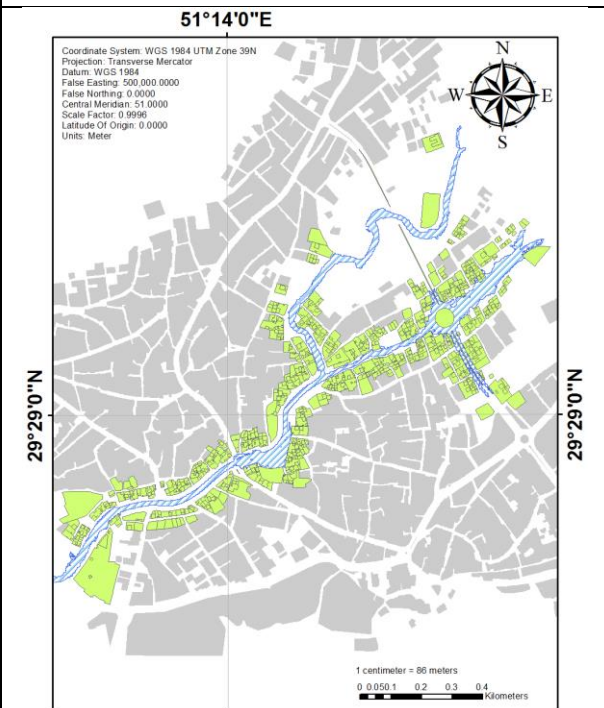 51°14'0"E
Coordinate System: WGS 1984 UTM Zone 39N
Projection: Transverse Mercator
Datum: WGS 1984
False Easting: 500,000.0000
False Northing: 0.0000
Central Meridian: 51.0000
Scale Factor: 0.9996
Latitude Of Origin: 0.0000
Units: Meter
N
W E
S
29°29'0"N
29°29'0"N
1 centimeter = 86 meters
0 0.050.1 0.2 0.3 0.4
Kilometers